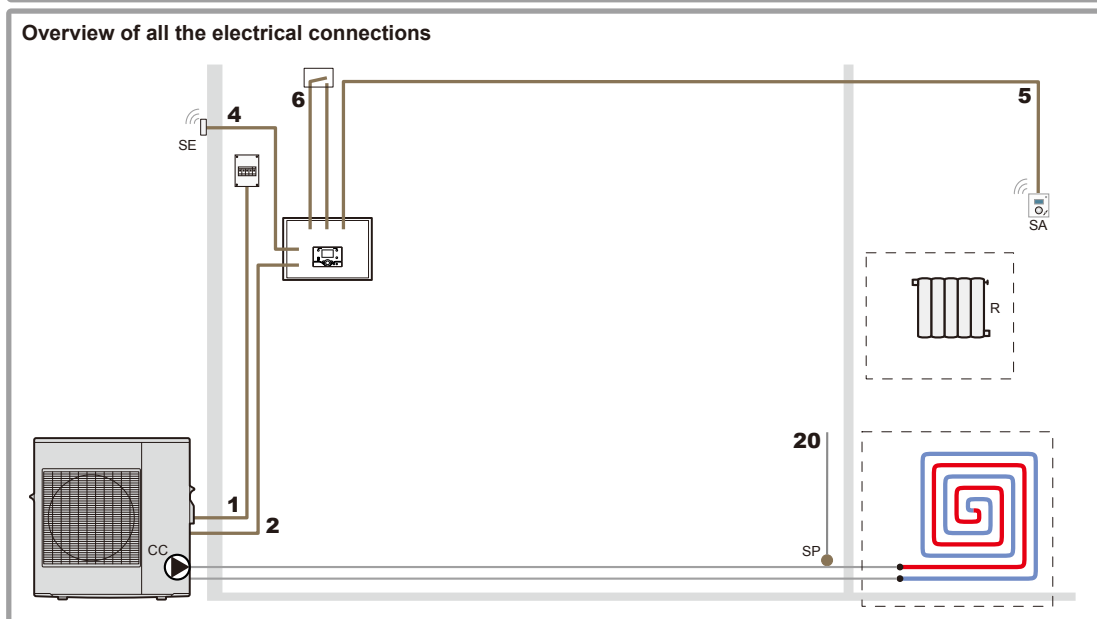 Overview of all the electrical connections
6
5
4
SE
SA
R
20
1
2
CC
SP